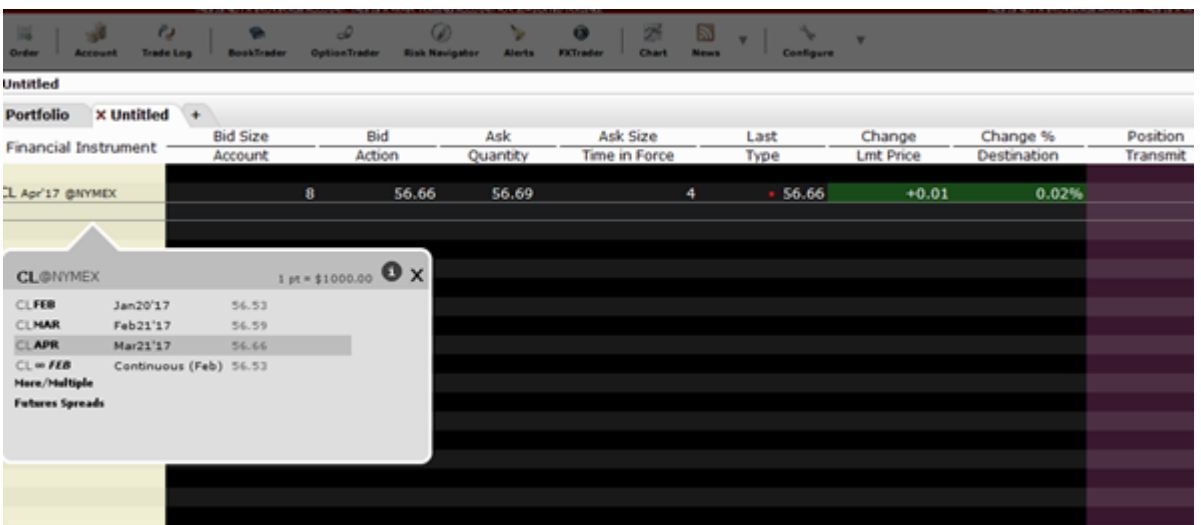 Order Account Trade Log BookTrader OptionTrader Risk Navigator Alerts FXTrader Chart News Configure
Untitled
Portfolio X Untitled +
Financial Instrument
Bid Size Bid Ask Ask Size Last Change Change % Position
Account Action Quantity Time in Force Type Lmt Price Destination Transmit
CL Apr'17 @NYMEX 8 56.66 56.69 4 56.66 +0.01 0.02%
CL@NYMEX 1 pt = $1000.00 i X
CLFEB Jan20'17 56.53
CLMAR Feb21'17 56.59
CLAPR Mar21'17 56.66
CL ∞ FEB Continuous (Feb) 56.53
More/Multiple
Futures Spreads